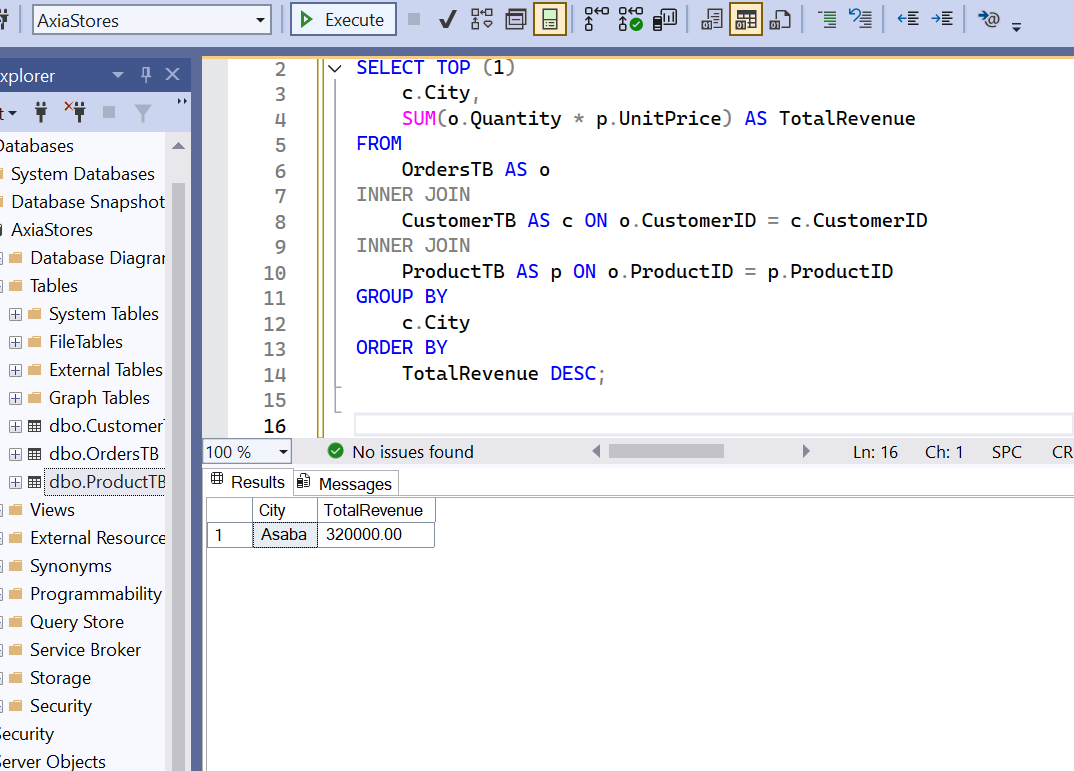 AxiaStores
Execute
xplorer
t
Databases
System Databases
Database Snapshot
AxiaStores
Database Diagrar
Tables
System Tables
FileTables
External Tables
Graph Tables
dbo.Customer
dbo.OrdersTB
dbo.ProductTB
Views
External Resource
Synonyms
Programmability
Query Store
Service Broker
Storage
Security
Security
Server Objects
2 SELECT TOP (1)
3 c.City,
4 SUM(o.Quantity * p.UnitPrice) AS TotalRevenue
5 FROM
6 OrdersTB AS o
7 INNER JOIN
8 CustomerTB AS c ON o.CustomerID = c.CustomerID
9 INNER JOIN
10 ProductTB AS p ON o.ProductID = p.ProductID
11 GROUP BY
12 c.City
13 ORDER BY
14 TotalRevenue DESC;
15
16
100 % No issues found Ln: 16 Ch: 1 SPC CR
Results Messages
City TotalRevenue
1 Asaba 320000.00